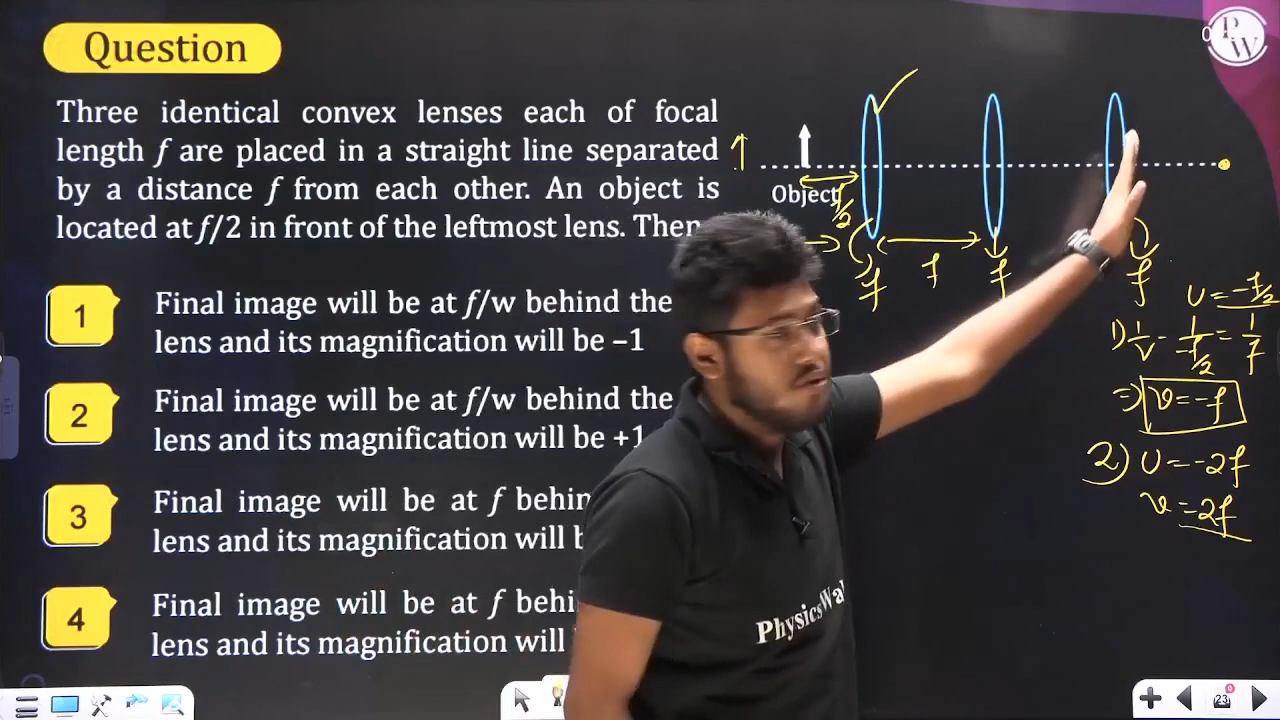 Question
Three identical convex lenses each of focal
length f are placed in a straight line separated
by a distance f from each other. An object is
located at f/2 in front of the leftmost lens. Then
1
Final image will be at f/w behind the
lens and its magnification will be –1
2
Final image will be at f/w behind the
lens and its magnification will be +1
3
Final image will be at f behin
lens and its magnification will b
4
Final image will be at f behi
lens and its magnification will
PW
Object
f/2
f
f
f
f
u = -f/2
1) 1/v - 1/-f/2 = 1/f
=> v = -f
2) u = -2f
v = 2f
PhysicsWal
23